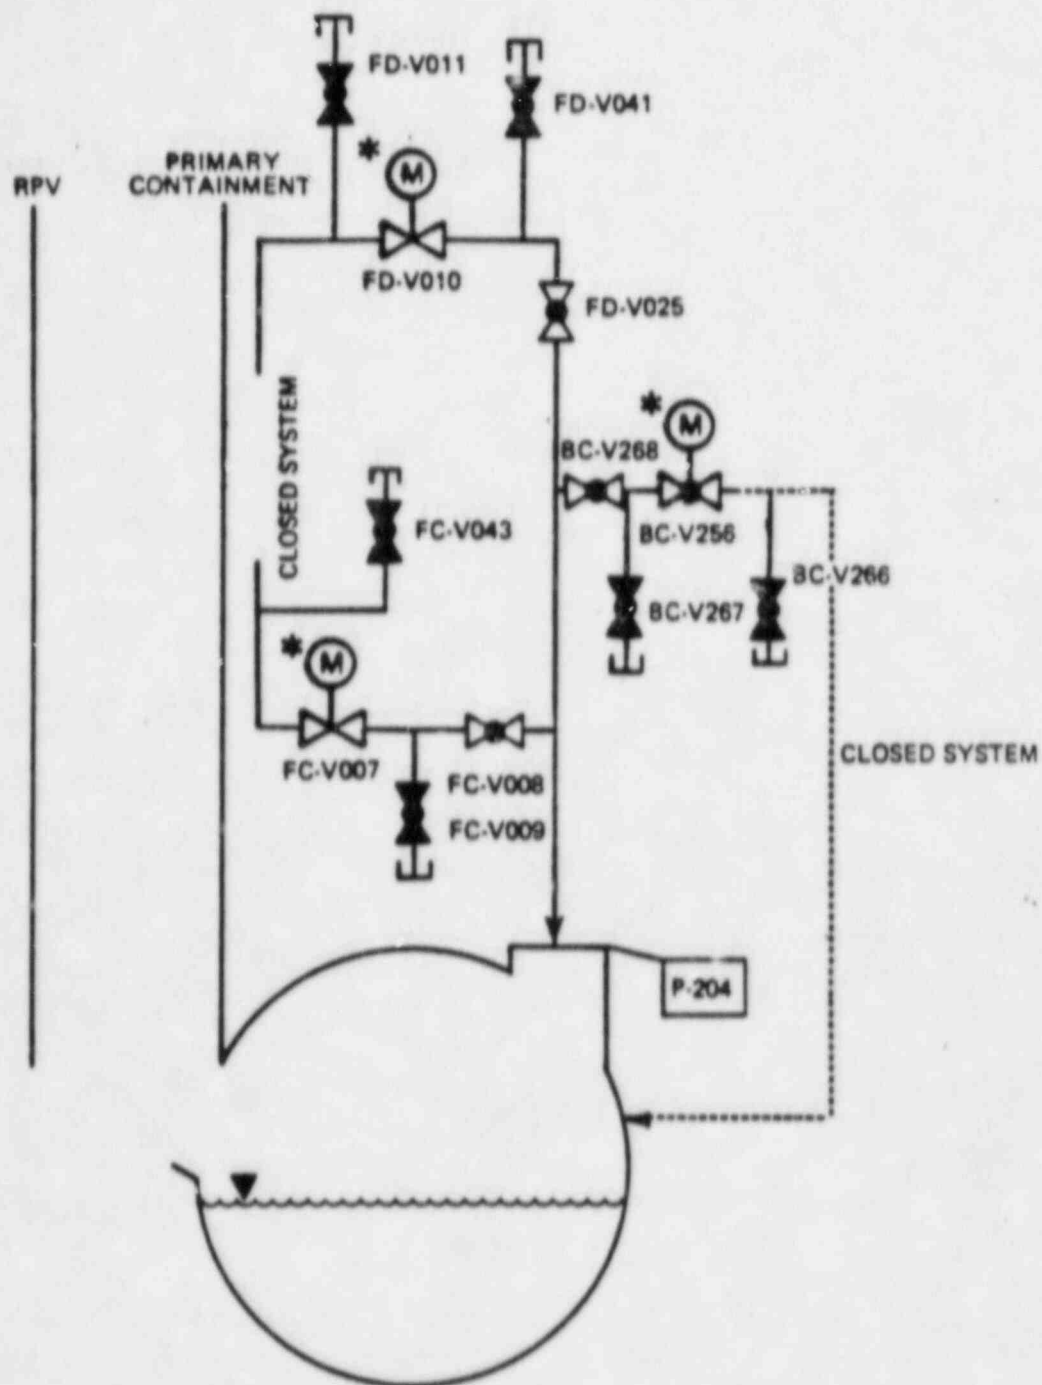 FD-V011
FD-V041
*
M
PRIMARY
CONTAINMENT
RPV
FD-V010
FD-V025
*
M
BC-V268
CLOSED SYSTEM
FC-V043
BC-V256
BC-V266
BC-V267
*
M
CLOSED SYSTEM
FC-V007
FC-V008
FC-V009
P-204